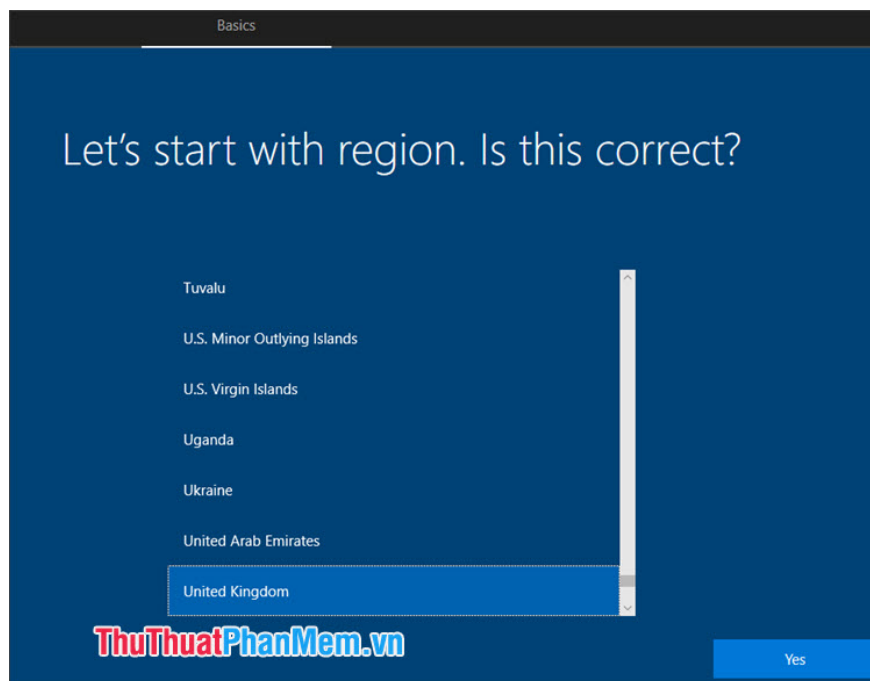 Basics
Let's start with region. Is this correct?
Tuvalu
U.S. Minor Outlying Islands
U.S. Virgin Islands
Uganda
Ukraine
United Arab Emirates
United Kingdom
ThuThuatPhanMem.vn
Yes